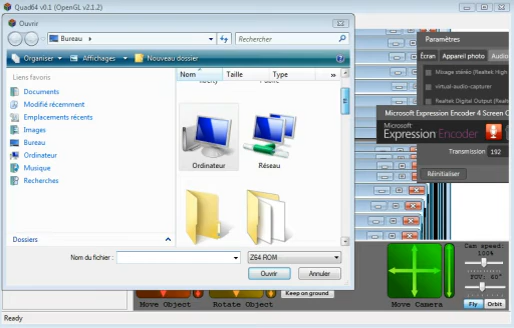 Quad64 v0.1 (OpenGL v2.1.2)
Ouvrir
Bureau
Rechercher
Organiser
Affichages
Nouveau dossier
Liens favoris
Documents
Modifié récemment
Emplacements récents
Images
Bureau
Ordinateur
Musique
Recherches
Dossiers
Nom Taille Type »
Liberty Public
Ordinateur Réseau
Nom du fichier :
Z64 ROM
Ouvrir Annuler
Paramètres
Écran Appareil photo Audio
Mixage stéréo (Realtek High
virtual-audio-capturer
Realtek Digital Output (Realt
Microsoft Expression Encoder 4 Screen C
Microsoft
Expression Encoder
Transmission 192
Réinitialiser
Cam speed:
100%
FOV: 60°
Fly Orbit
Keep on ground
Move Object Rotate Object Move Camera
Ready